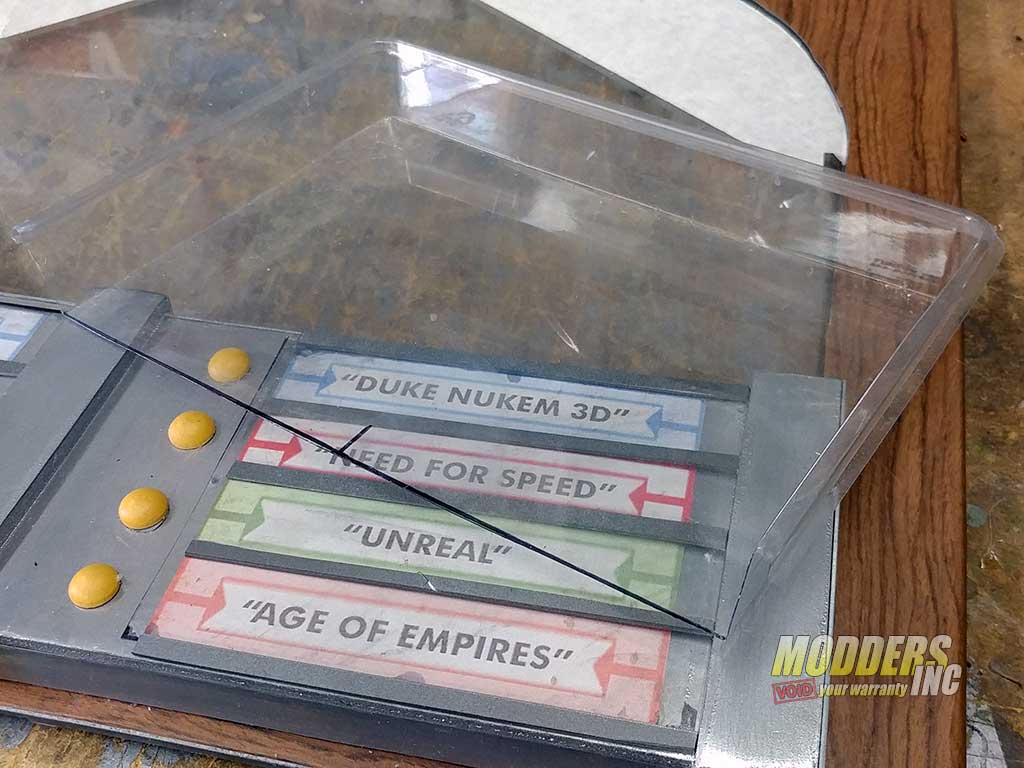 "DUKE NUKEM 3D"
"NEED FOR SPEED"
"UNREAL"
"AGE OF EMPIRES"
MODDERS
VOID your warranty INC